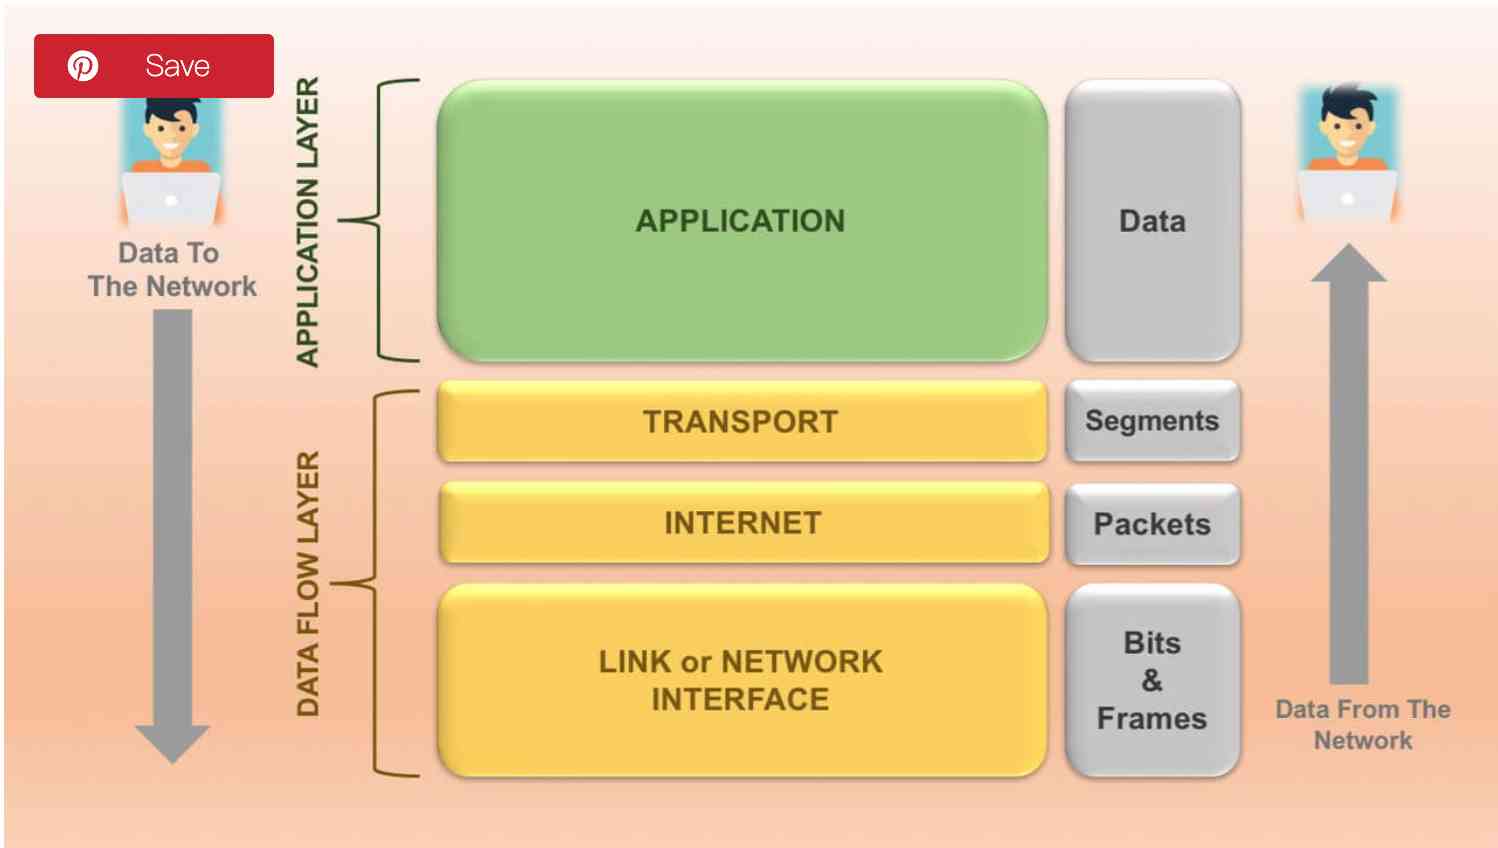 Save
Data To
The Network
APPLICATION LAYER
APPLICATION
Data
DATA FLOW LAYER
TRANSPORT
Segments
INTERNET
Packets
LINK or NETWORK
INTERFACE
Bits
&
Frames
Data From The
Network